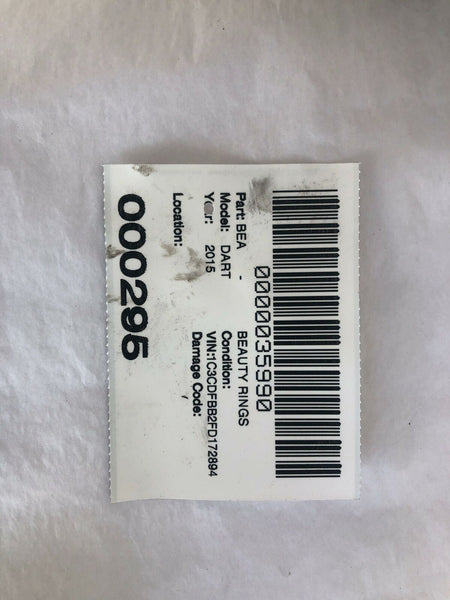 0000035990
Part: BEA - BEAUTY RINGS
Model: DART Condition:
Year: 2015 VIN:1C3CDFBB2FD172894
Damage Code:
Location:
000295